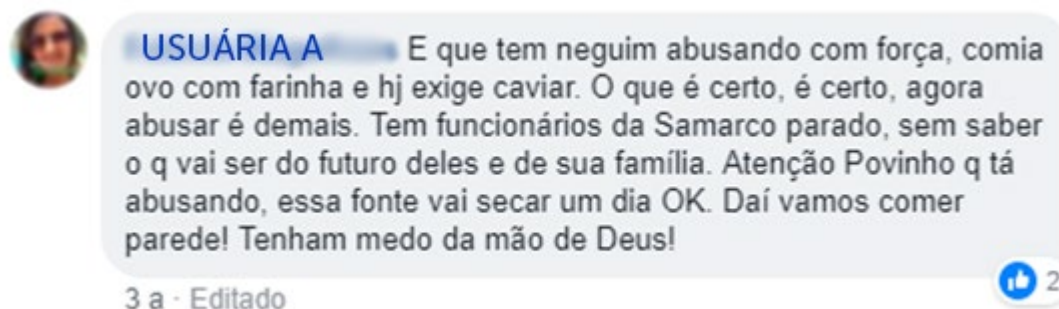 USUÁRIA A E que tem neguim abusando com força, comia
ovo com farinha e hj exige caviar. O que é certo, é certo, agora
abusar é demais. Tem funcionários da Samarco parado, sem saber
o q vai ser do futuro deles e de sua família. Atenção Povinho q tá
abusando, essa fonte vai secar um dia OK. Daí vamos comer
parede! Tenham medo da mão de Deus!
2
3 a · Editado